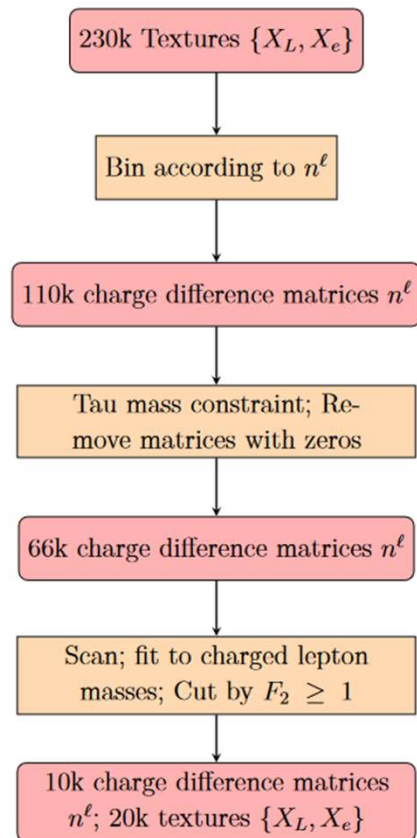 230k Textures {X_L, X_e}
Bin according to n^ℓ
110k charge difference matrices n^ℓ
Tau mass constraint; Re-
move matrices with zeros
66k charge difference matrices n^ℓ
Scan; fit to charged lepton
masses; Cut by F_2 ≥ 1
10k charge difference matrices
n^ℓ; 20k textures {X_L, X_e}